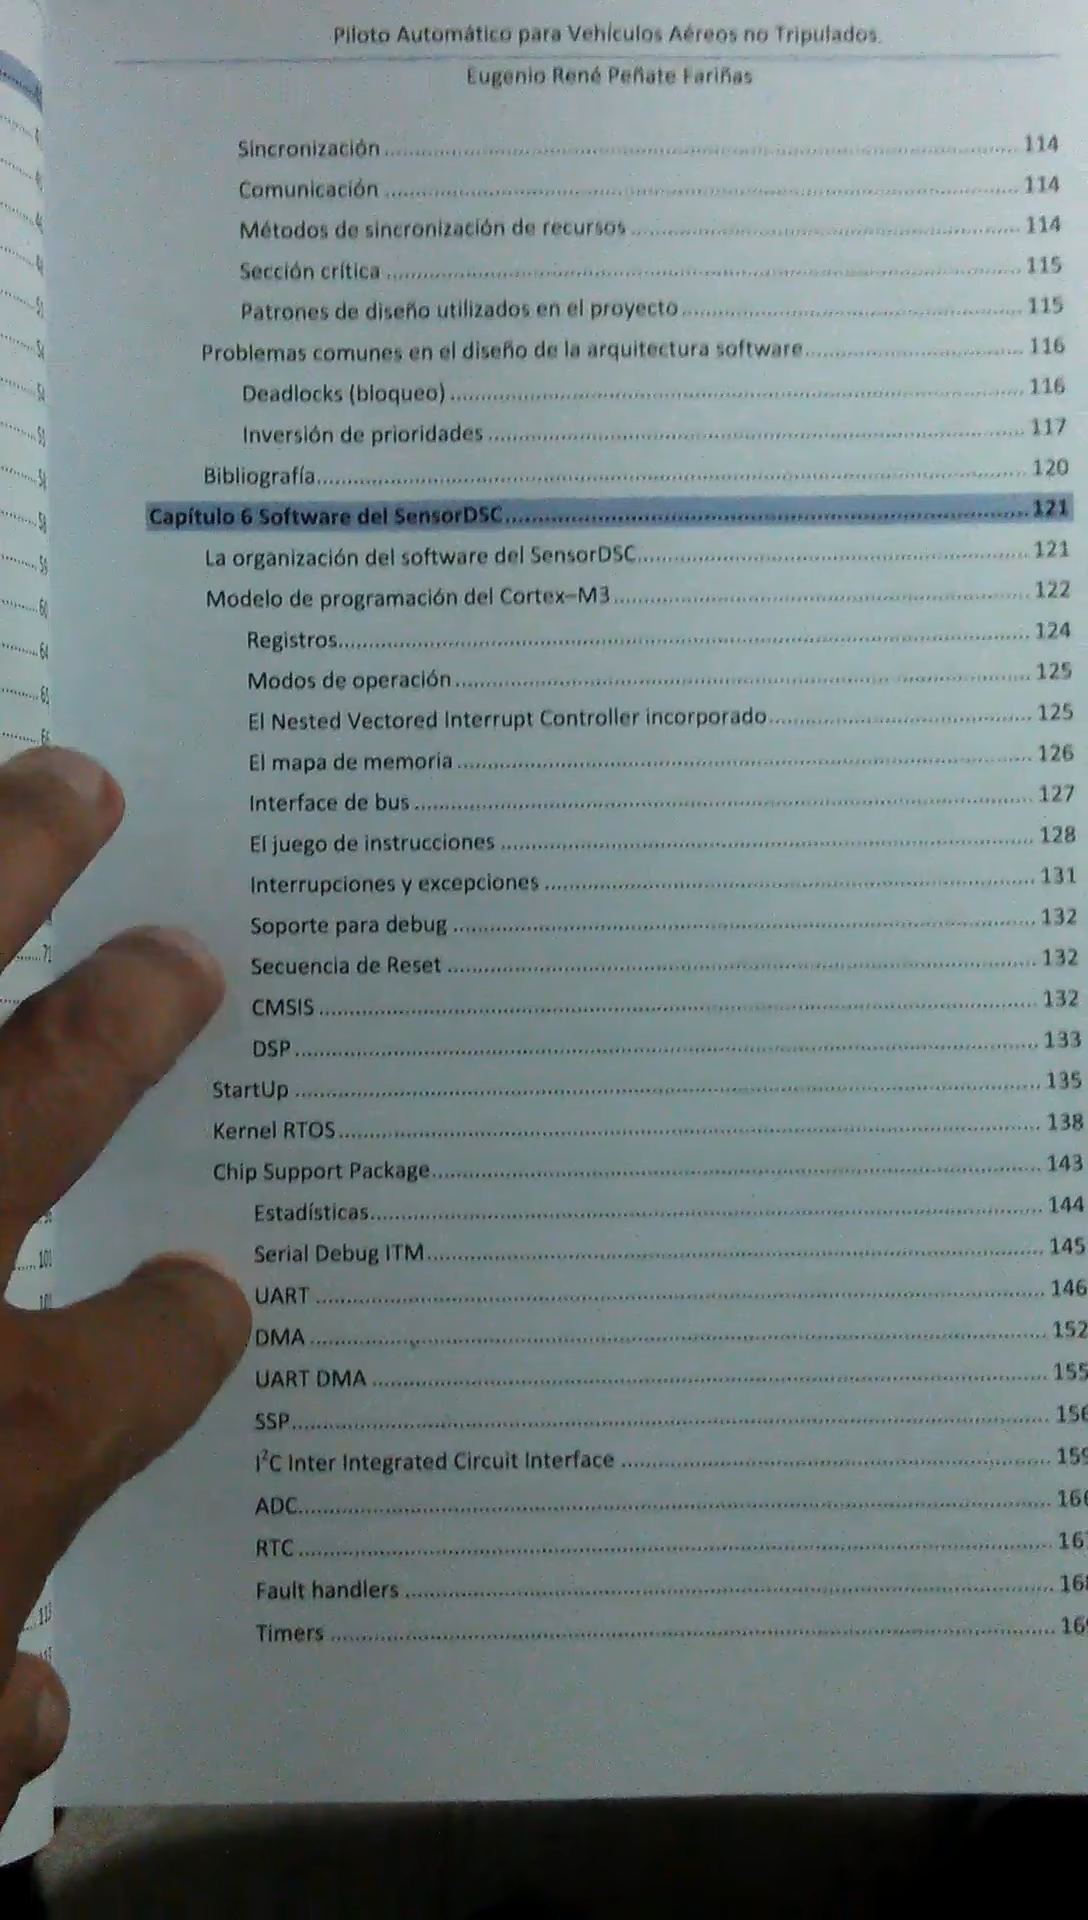 Piloto Automático para Vehículos Aéreos no Tripulados.
Eugenio René Peñate Fariñas
Sincronización 114
Comunicación 114
Métodos de sincronización de recursos 114
Sección crítica 115
Patrones de diseño utilizados en el proyecto 115
Problemas comunes en el diseño de la arquitectura software 116
Deadlocks (bloqueo) 116
Inversión de prioridades 117
Bibliografía 120
Capítulo 6 Software del SensorDSC 121
La organización del software del SensorDSC 121
Modelo de programación del Cortex–M3 122
Registros 124
Modos de operación 125
El Nested Vectored Interrupt Controller incorporado 125
El mapa de memoria 126
Interface de bus 127
El juego de instrucciones 128
Interrupciones y excepciones 131
Soporte para debug 132
Secuencia de Reset 132
CMSIS 132
DSP 133
StartUp 135
Kernel RTOS 138
Chip Support Package 143
Estadísticas 144
Serial Debug ITM 145
UART 146
DMA 152
UART DMA 155
SSP 156
I²C Inter Integrated Circuit Interface 159
ADC 166
RTC
Fault handlers 168
Timers 169